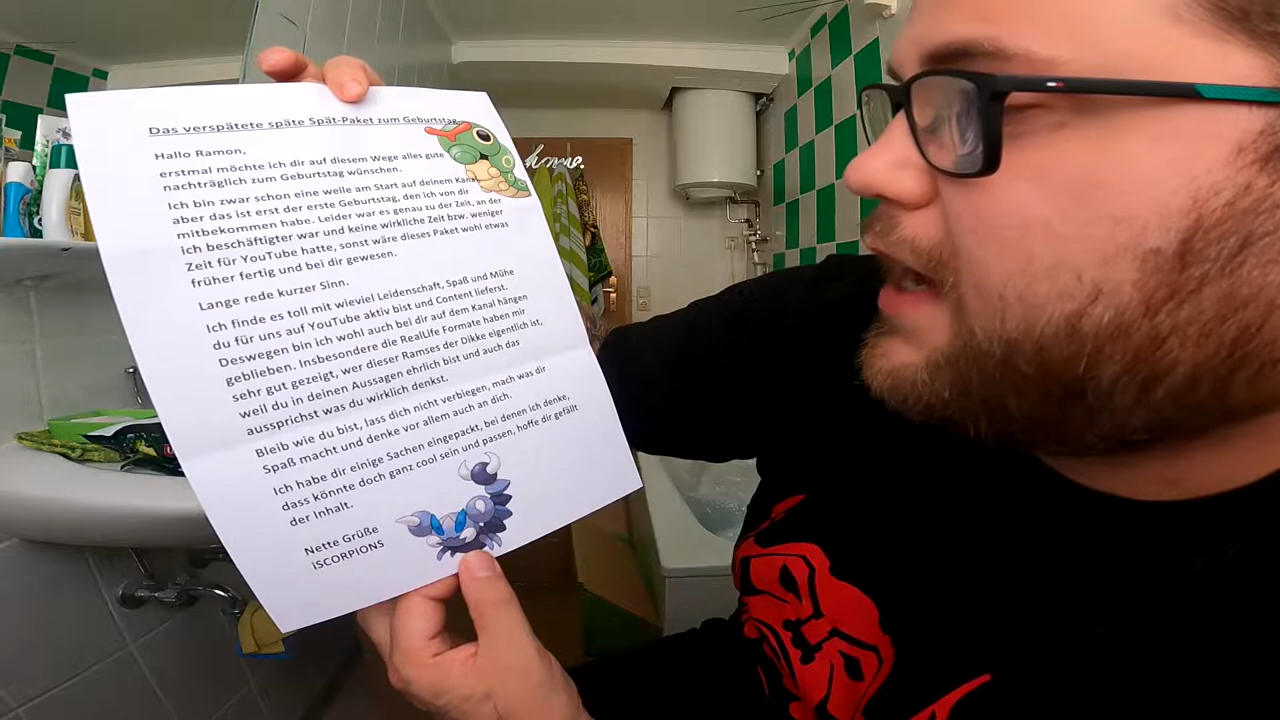 Das verspätete späte Spät-Paket zum Geburtstag
Hallo Ramon,
erstmal möchte ich dir auf diesem Wege alles gute
nachträglich zum Geburtstag wünschen.
Ich bin zwar schon eine weile am Start auf deinem Kanal
aber das ist erst der erste Geburtstag, den ich von dir
mitbekommen habe. Leider war es genau zu der Zeit, an der
ich beschäftigter war und keine wirkliche Zeit bzw. weniger
Zeit für YouTube hatte, sonst wäre dieses Paket wohl etwas
früher fertig und bei dir gewesen.
Lange rede kurzer Sinn.
Ich finde es toll mit wieviel Leidenschaft, Spaß und Mühe
du für uns auf YouTube aktiv bist und Content lieferst.
Deswegen bin ich wohl auch bei dir auf dem Kanal hängen
geblieben. Insbesondere die RealLife Formate haben mir
sehr gut gezeigt, wer dieser Ramses der Dikke eigentlich ist,
weil du in deinen Aussagen ehrlich bist und auch das
aussprichst was du wirklich denkst.
Bleib wie du bist, lass dich nicht verbiegen, mach was dir
Spaß macht und denke vor allem auch an dich.
Ich habe dir einige Sachen eingepackt, bei denen ich denke,
dass könnte doch ganz cool sein und passen, hoffe dir gefällt
der Inhalt.
Nette Grüße
iSCORPIONS
home.